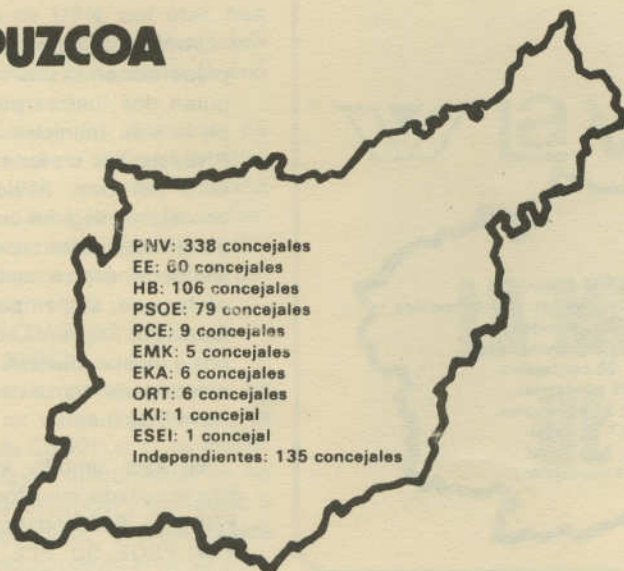 PUZCOA
PNV: 338 concejales
EE: 60 concejales
HB: 106 concejales
PSOE: 79 concejales
PCE: 9 concejales
EMK: 5 concejales
EKA: 6 concejales
ORT: 6 concejales
LKI: 1 concejal
ESEI: 1 concejal
Independientes: 135 concejales